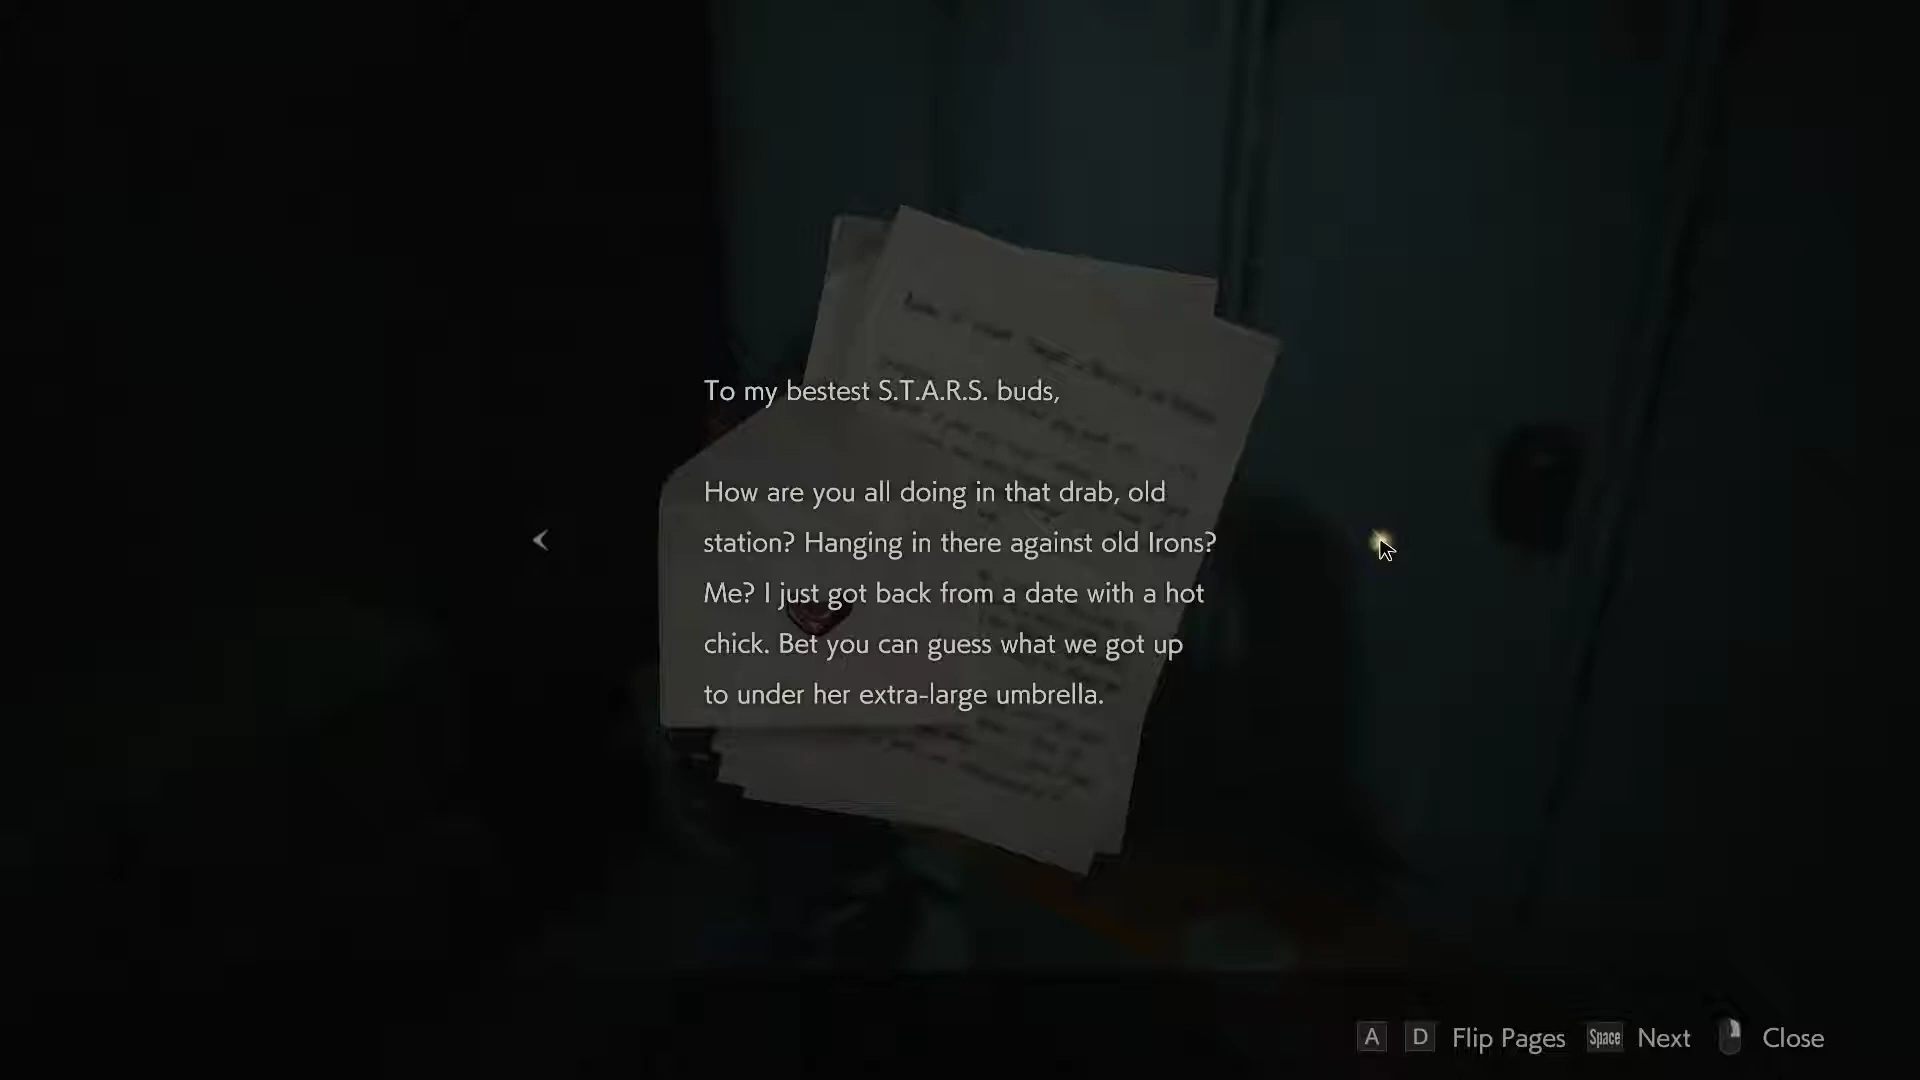 To my bestest S.T.A.R.S. buds,
How are you all doing in that drab, old
station? Hanging in there against old Irons?
Me? I just got back from a date with a hot
chick. Bet you can guess what we got up
to under her extra-large umbrella.
A D Flip Pages Space Next Close